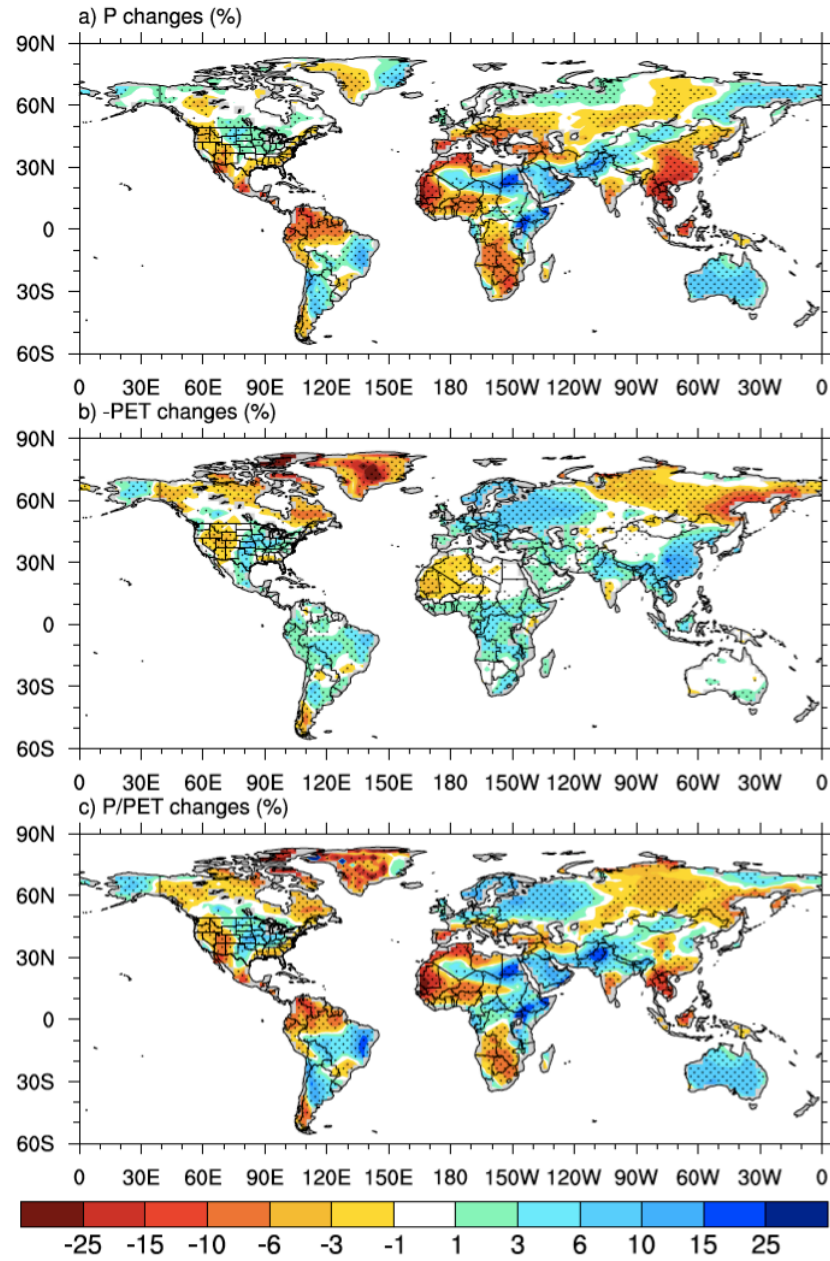 a) P changes (%)
90N
60N
30N
0
30S
60S
0 30E 60E 90E 120E 150E 180 150W 120W 90W 60W 30W 0
b) -PET changes (%)
90N
60N
30N
0
30S
60S
0 30E 60E 90E 120E 150E 180 150W 120W 90W 60W 30W 0
c) P/PET changes (%)
90N
60N
30N
0
30S
60S
0 30E 60E 90E 120E 150E 180 150W 120W 90W 60W 30W 0
-25 -15 -10 -6 -3 -1 1 3 6 10 15 25